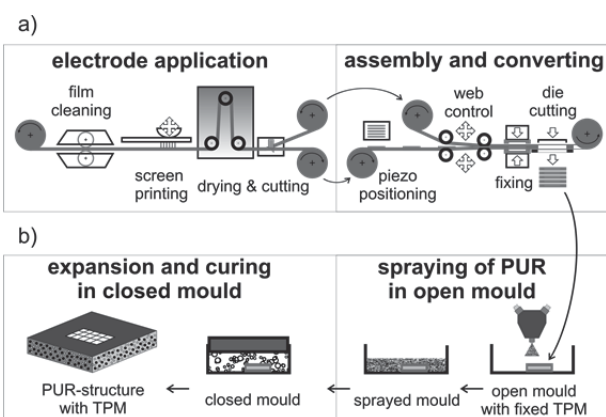 a)
electrode application
assembly and converting
film
cleaning
screen
printing
drying & cutting
piezo
positioning
web
control
fixing
die
cutting
b)
expansion and curing
in closed mould
spraying of PUR
in open mould
PUR-structure
with TPM
closed mould
sprayed mould
open mould
with fixed TPM